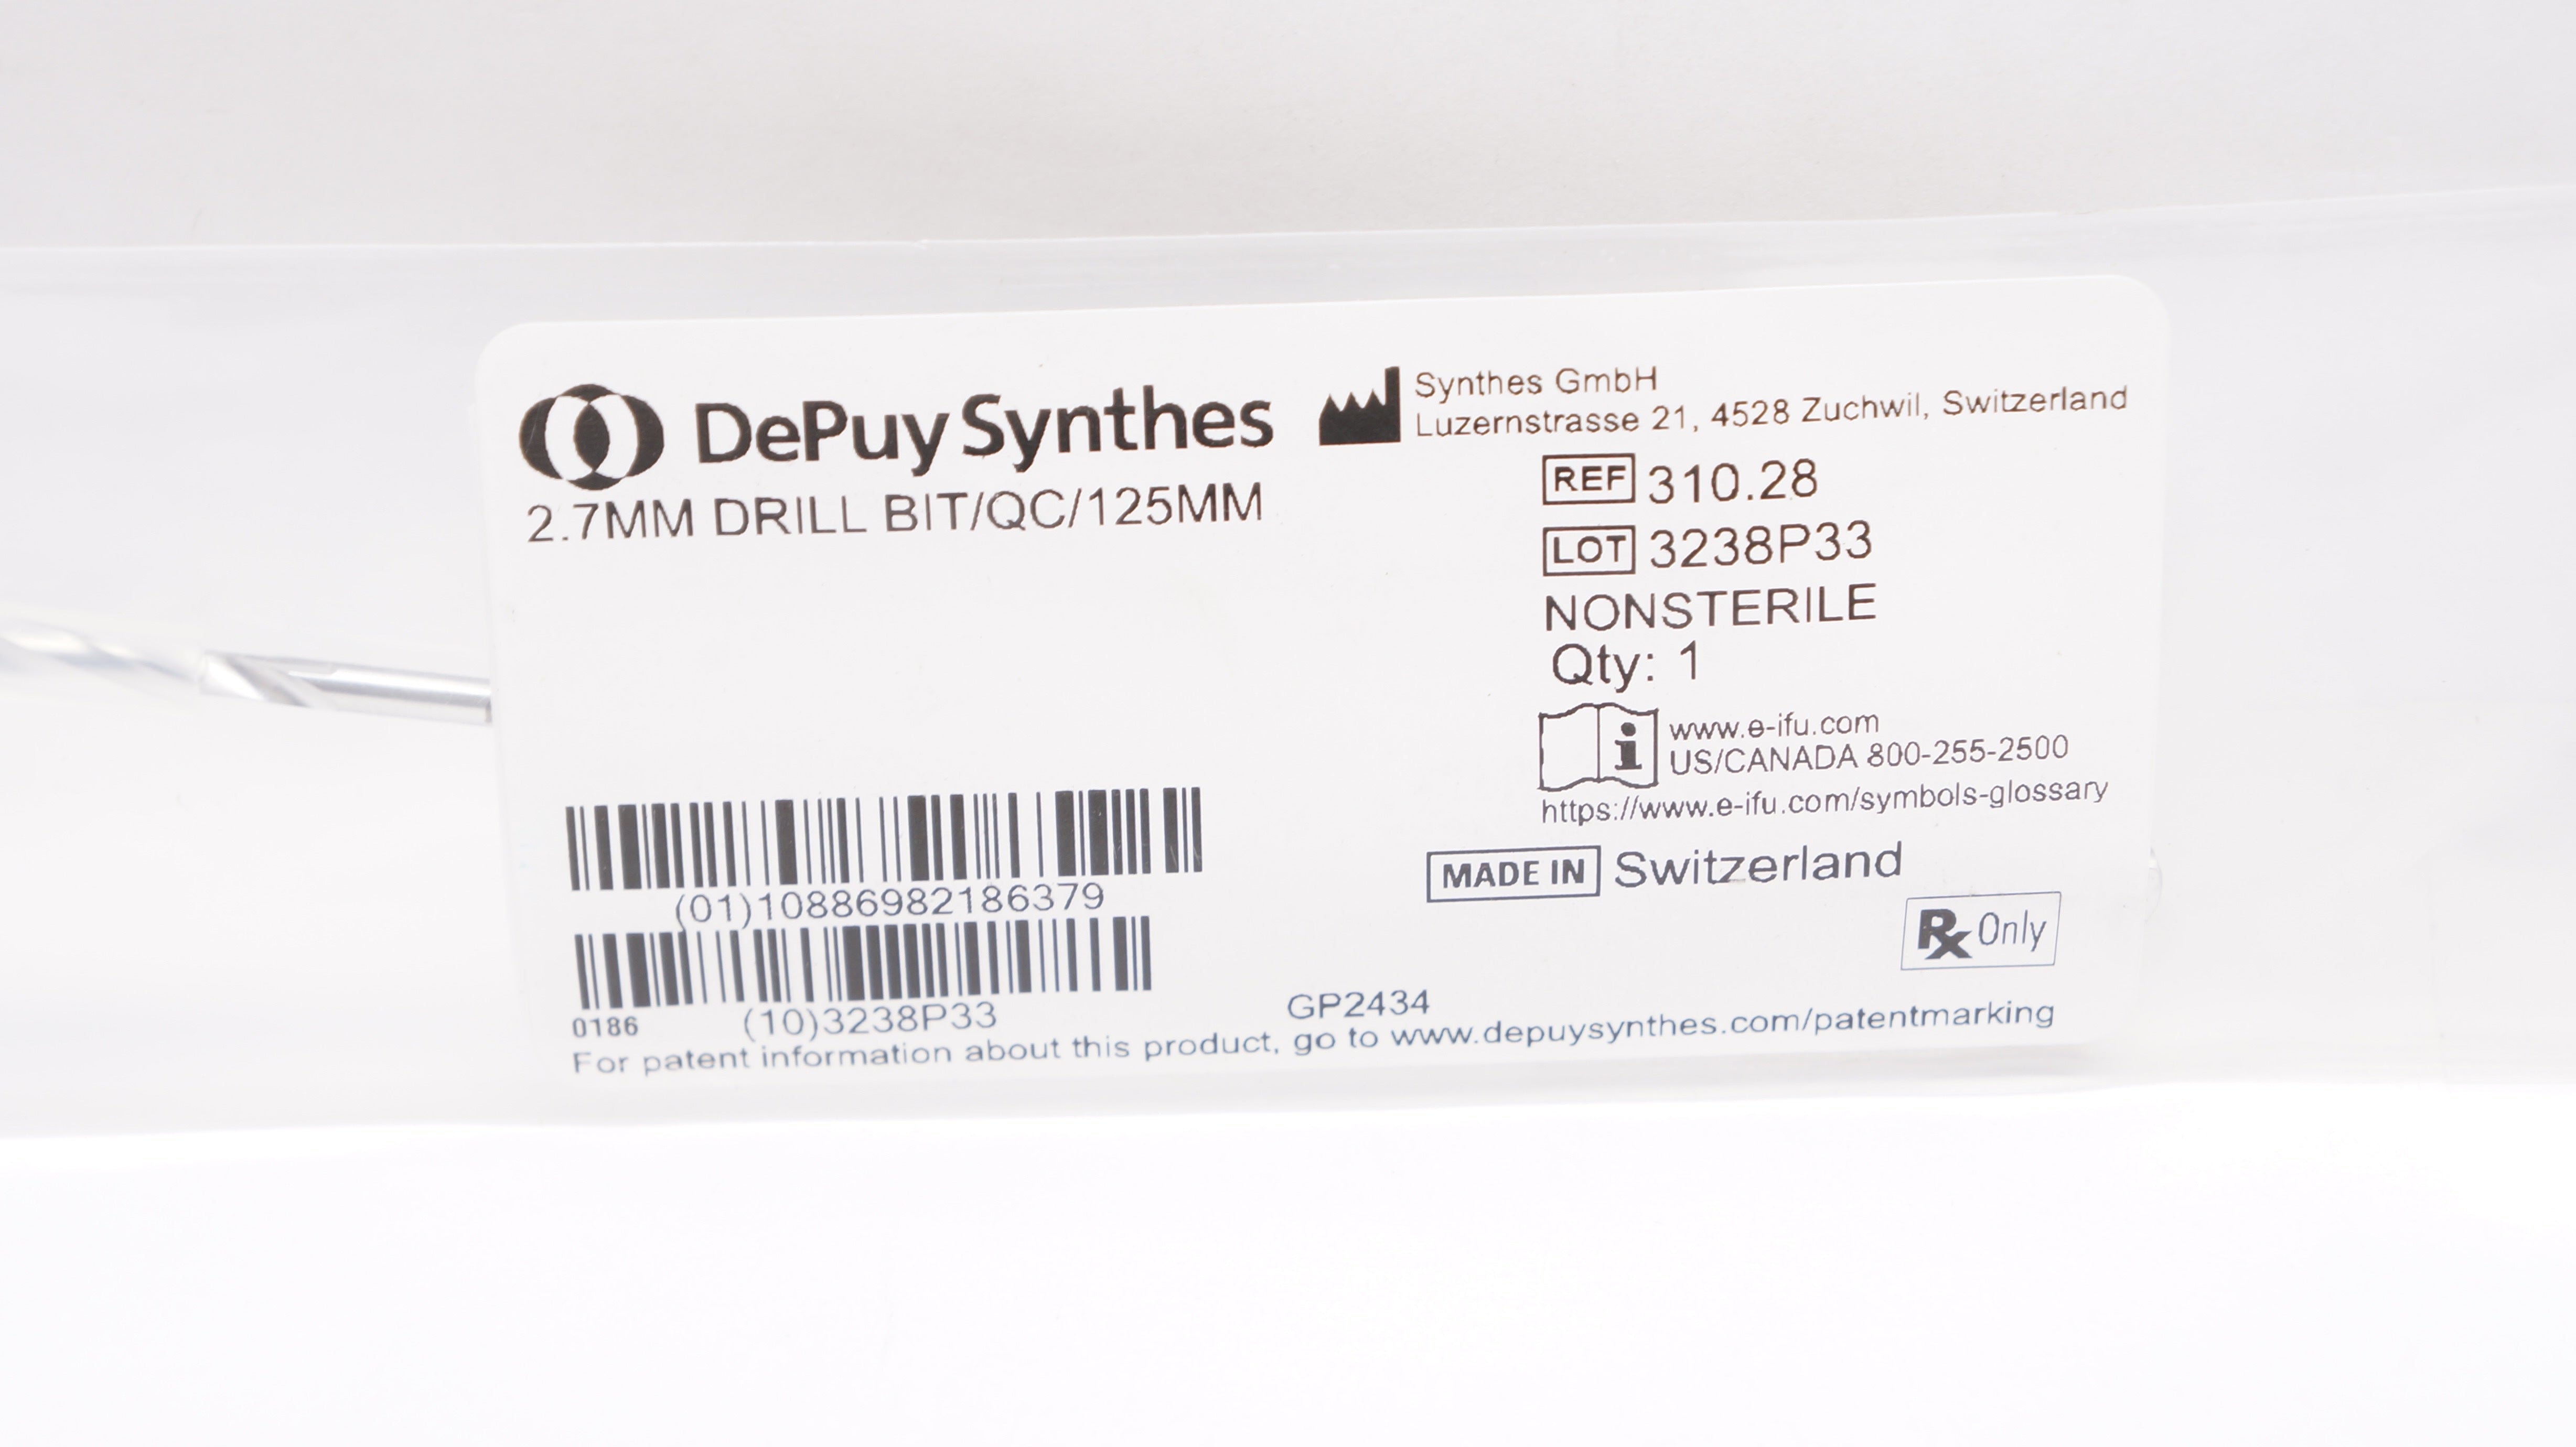 DePuy Synthes
2.7MM DRILL BIT/QC/125MM
Synthes GmbH
Luzernstrasse 21, 4528 Zuchwil, Switzerland
REF 310.28
LOT 3238P33
NONSTERILE
Qty: 1
i www.e-ifu.com
US/CANADA 800-255-2500
https://www.e-ifu.com/symbols-glossary
MADE IN Switzerland
Rx Only
(01)10886982186379
0186 (10)3238P33
GP2434
For patent information about this product, go to www.depuysynthes.com/patentmarking